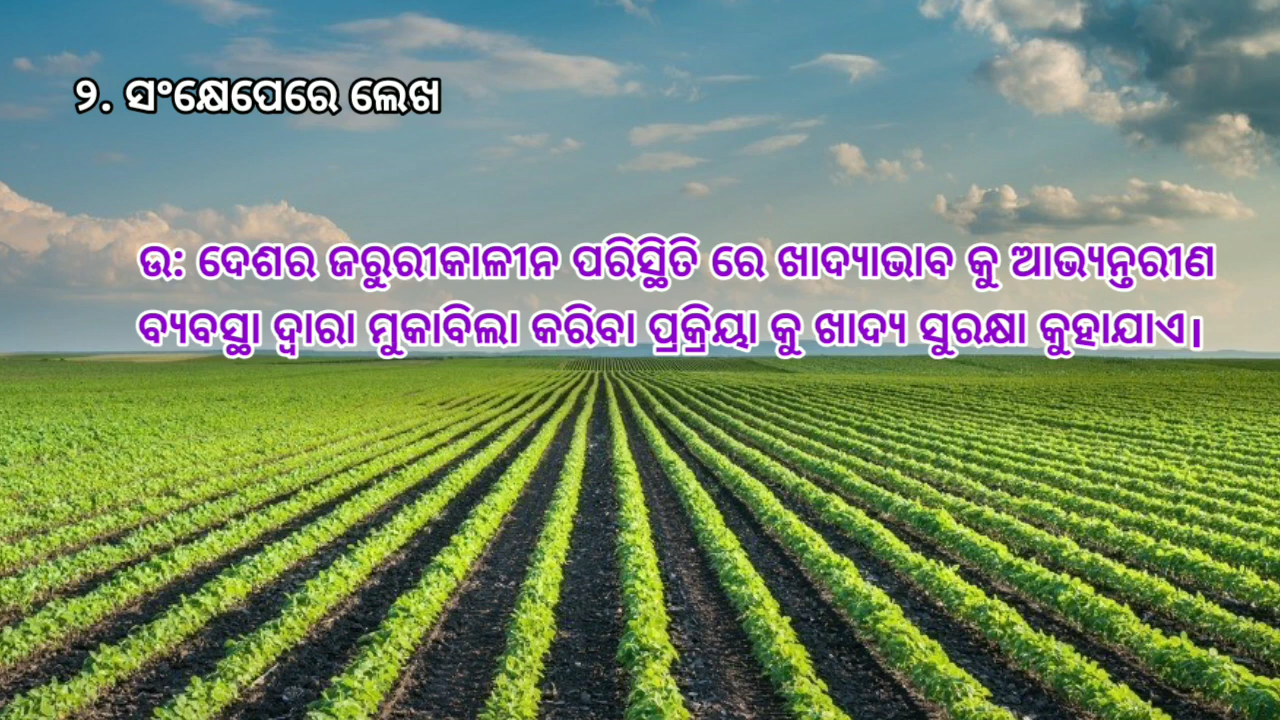 ୨. ସଂକ୍ଷେପେରେ ଲେଖ
ଉ: ଦେଶର ଜରୁରୀକାଳୀନ ପରିସ୍ଥିତି ରେ ଖାଦ୍ୟାଭାବ କୁ ଆଭ୍ୟନ୍ତରୀଣ
ବ୍ୟବସ୍ଥା ଦ୍ୱାରା ମୁକାବିଲା କରିବା ପ୍ରକ୍ରିୟା କୁ ଖାଦ୍ୟ ସୁରକ୍ଷା କୁହାଯାଏ।